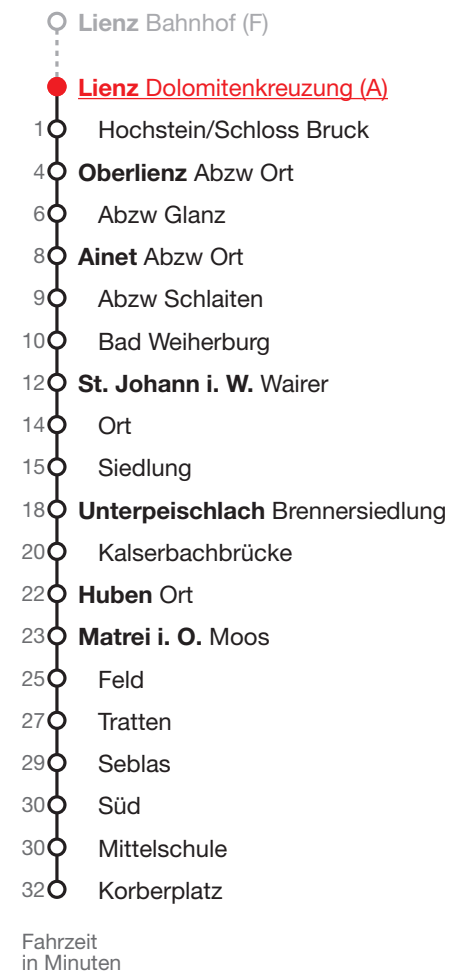 Lienz Bahnhof (F)
Lienz Dolomitenkreuzung (A)
1 Hochstein/Schloss Bruck
4 Oberlienz Abzw Ort
6 Abzw Glanz
8 Ainet Abzw Ort
9 Abzw Schlaiten
10 Bad Weiherburg
12 St. Johann i. W. Wairer
14 Ort
15 Siedlung
18 Unterpeischlach Brennersiedlung
20 Kalserbachbrücke
22 Huben Ort
23 Matrei i. O. Moos
25 Feld
27 Tratten
29 Seblas
30 Süd
30 Mittelschule
32 Korberplatz
Fahrzeit
in Minuten